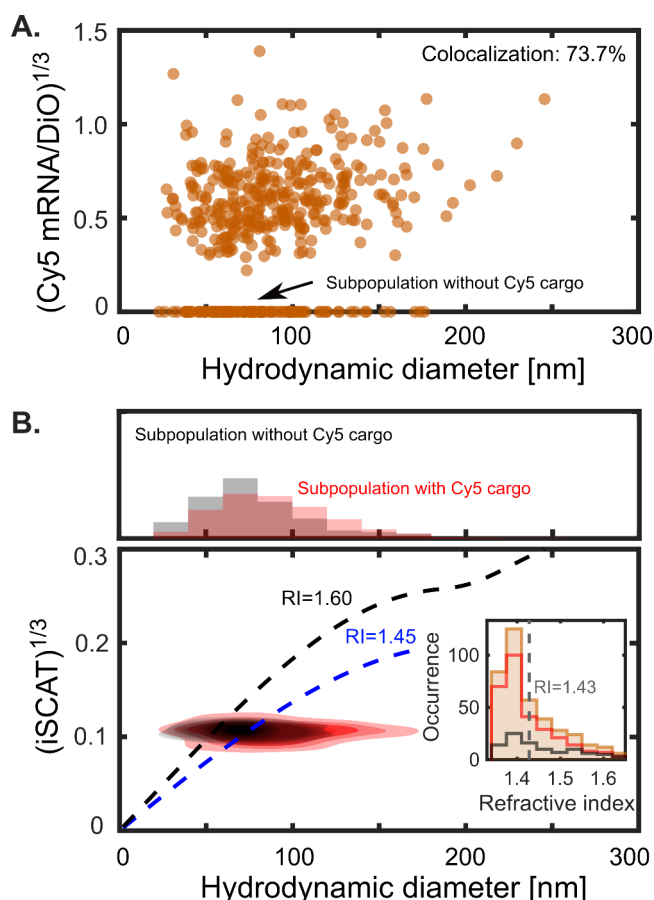 A.
Colocalization: 73.7%
(Cy5 mRNA/DiO)^1/3
1.5
1.0
0.5
0
Subpopulation without Cy5 cargo
0 100 200 300
Hydrodynamic diameter [nm]
B.
Subpopulation without Cy5 cargo
Subpopulation with Cy5 cargo
(iSCAT)^1/3
0.3
0.2
0.1
0
RI=1.60
RI=1.45
Occurrence
100
50
0
RI=1.43
1.4 1.5 1.6
Refractive index
0 100 200 300
Hydrodynamic diameter [nm]